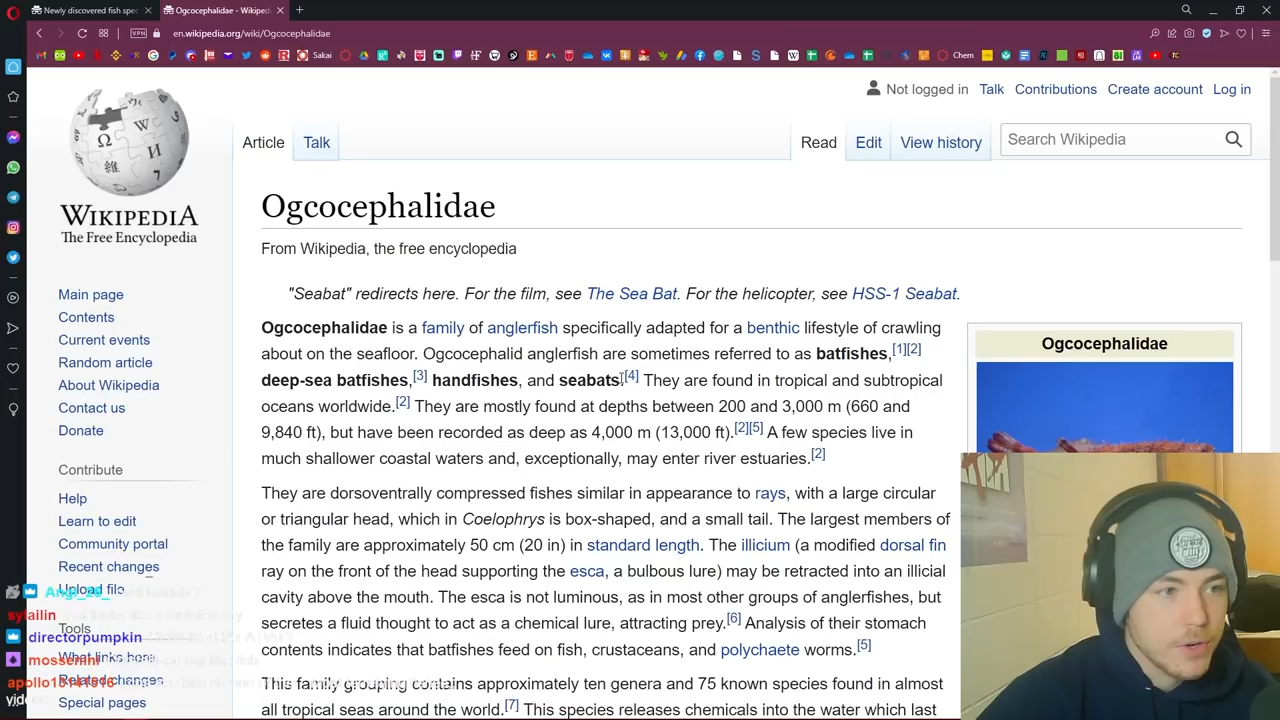 Newly discovered fish spec
Ogcocephalidae - Wikiped
VPN
en.wikipedia.org/wiki/Ogcocephalidae
Sakai
Chem
Not logged in Talk Contributions Create account Log in
Article Talk Read Edit View history Search Wikipedia
WIKIPEDIA
The Free Encyclopedia
Main page
Contents
Current events
Random article
About Wikipedia
Contact us
Donate
Contribute
Help
Learn to edit
Community portal
Recent changes
Upload file
Tools
What links here
Related changes
Special pages
Ogcocephalidae
From Wikipedia, the free encyclopedia
"Seabat" redirects here. For the film, see The Sea Bat. For the helicopter, see HSS-1 Seabat.
Ogcocephalidae is a family of anglerfish specifically adapted for a benthic lifestyle of crawling
about on the seafloor. Ogcocephalid anglerfish are sometimes referred to as batfishes,[1][2]
deep-sea batfishes,[3] handfishes, and seabats.[4] They are found in tropical and subtropical
oceans worldwide.[2] They are mostly found at depths between 200 and 3,000 m (660 and
9,840 ft), but have been recorded as deep as 4,000 m (13,000 ft).[2][5] A few species live in
much shallower coastal waters and, exceptionally, may enter river estuaries.[2]
They are dorsoventrally compressed fishes similar in appearance to rays, with a large circular
or triangular head, which in Coelophrys is box-shaped, and a small tail. The largest members of
the family are approximately 50 cm (20 in) in standard length. The illicium (a modified dorsal fin
ray on the front of the head supporting the esca, a bulbous lure) may be retracted into an illicial
cavity above the mouth. The esca is not luminous, as in most other groups of anglerfishes, but
secretes a fluid thought to act as a chemical lure, attracting prey.[6] Analysis of their stomach
contents indicates that batfishes feed on fish, crustaceans, and polychaete worms.[5]
This family grouping contains approximately ten genera and 75 known species found in almost
all tropical seas around the world.[7] This species releases chemicals into the water which last
Ogcocephalidae
sylailin
directorpumpkin